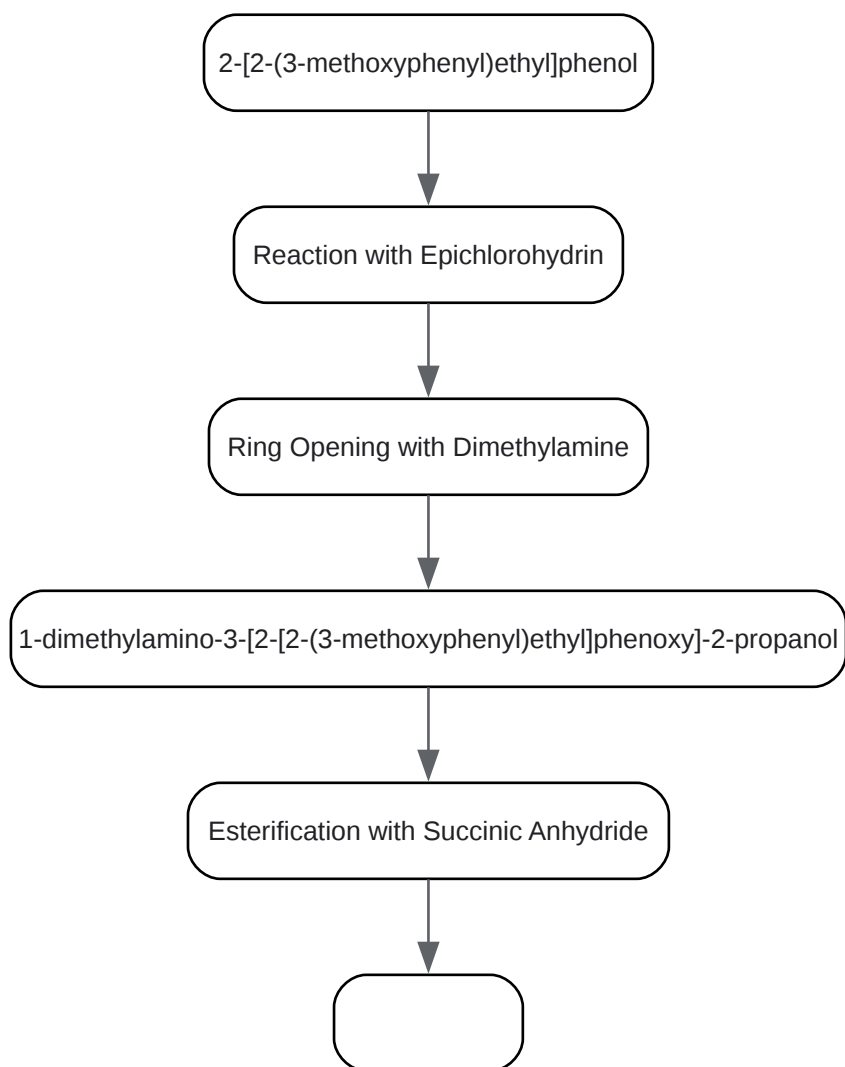 2-[2-(3-methoxyphenyl)ethyl]phenol
Reaction with Epichlorohydrin
Ring Opening with Dimethylamine
1-dimethylamino-3-[2-[2-(3-methoxyphenyl)ethyl]phenoxy]-2-propanol
Esterification with Succinic Anhydride